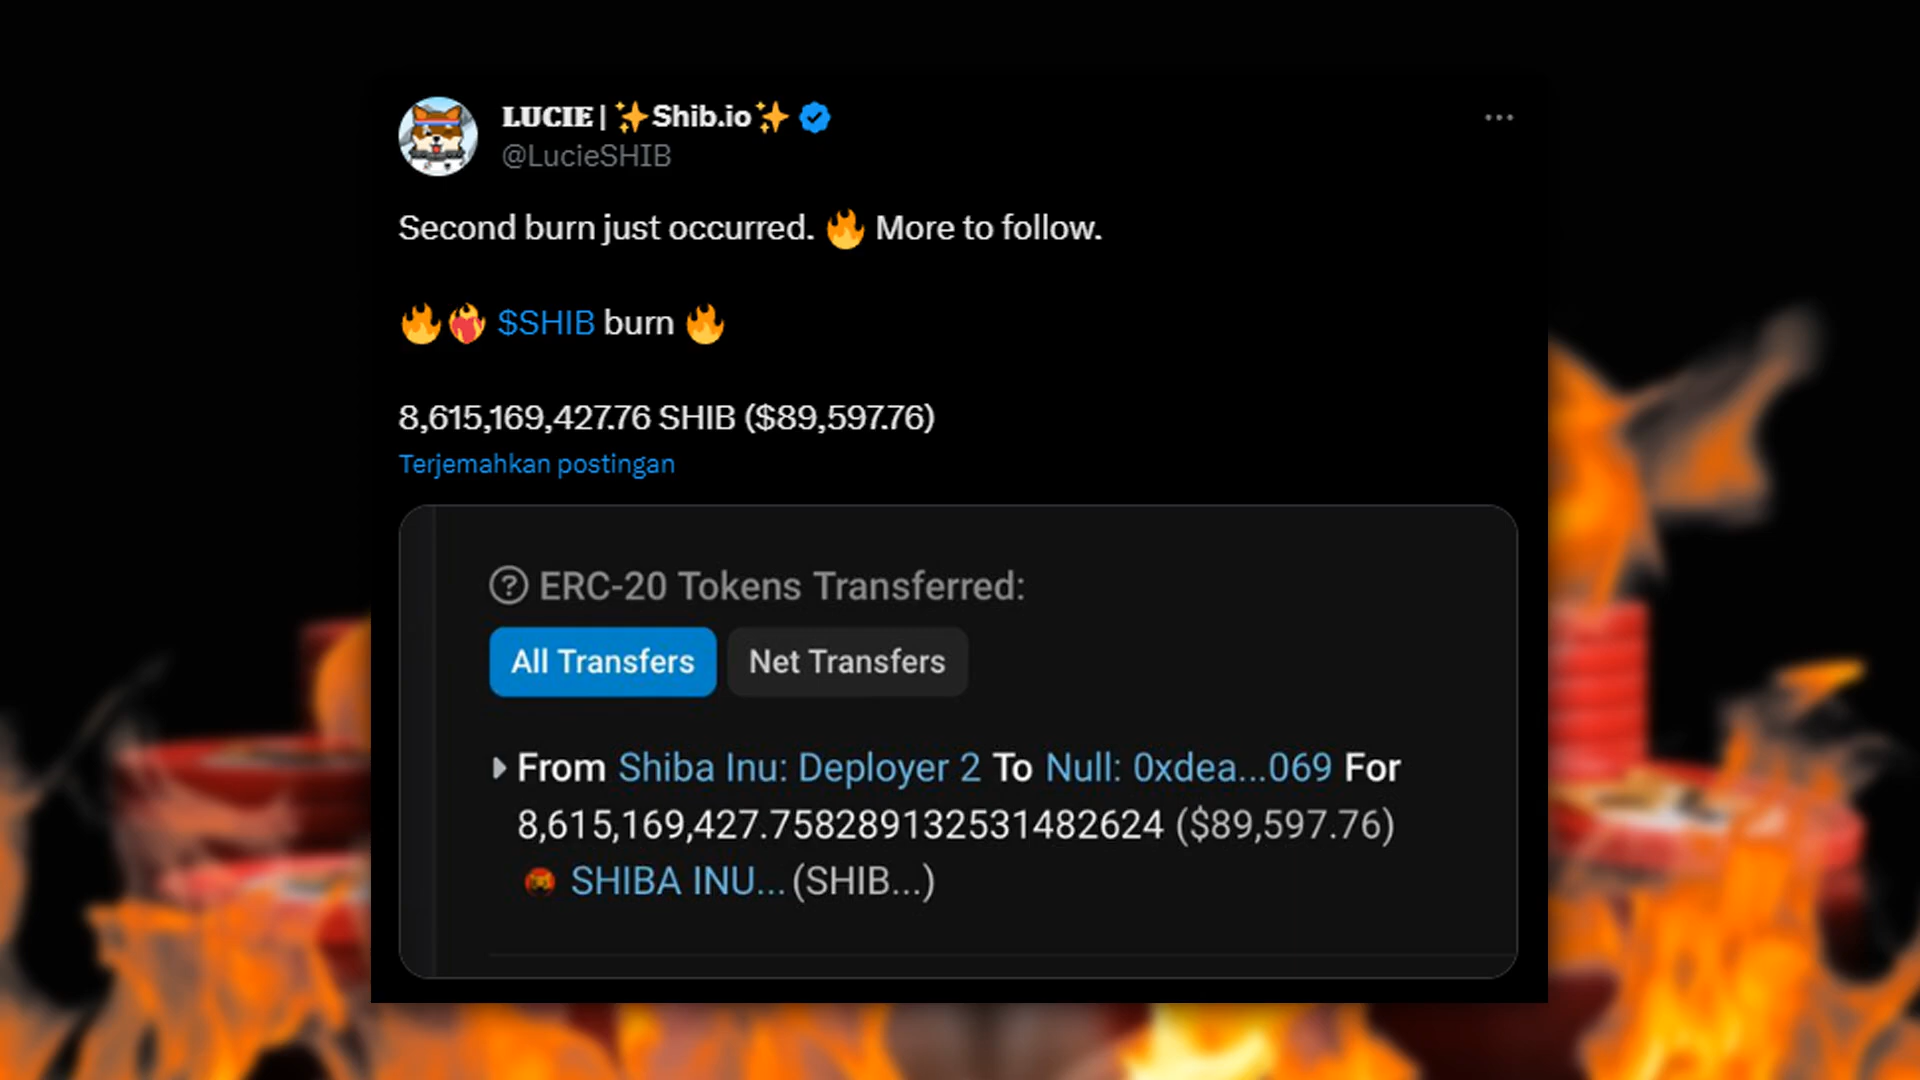 LUCIE | ✨Shib.io✨
@LucieSHIB
Second burn just occurred. 🔥 More to follow.
🔥❤️‍🔥 $SHIB burn 🔥
8,615,169,427.76 SHIB ($89,597.76)
Terjemahkan postingan
ERC-20 Tokens Transferred:
All Transfers Net Transfers
From Shiba Inu: Deployer 2 To Null: 0xdea...069 For
8,615,169,427.758289132531482624 ($89,597.76)
SHIBA INU... (SHIB...)